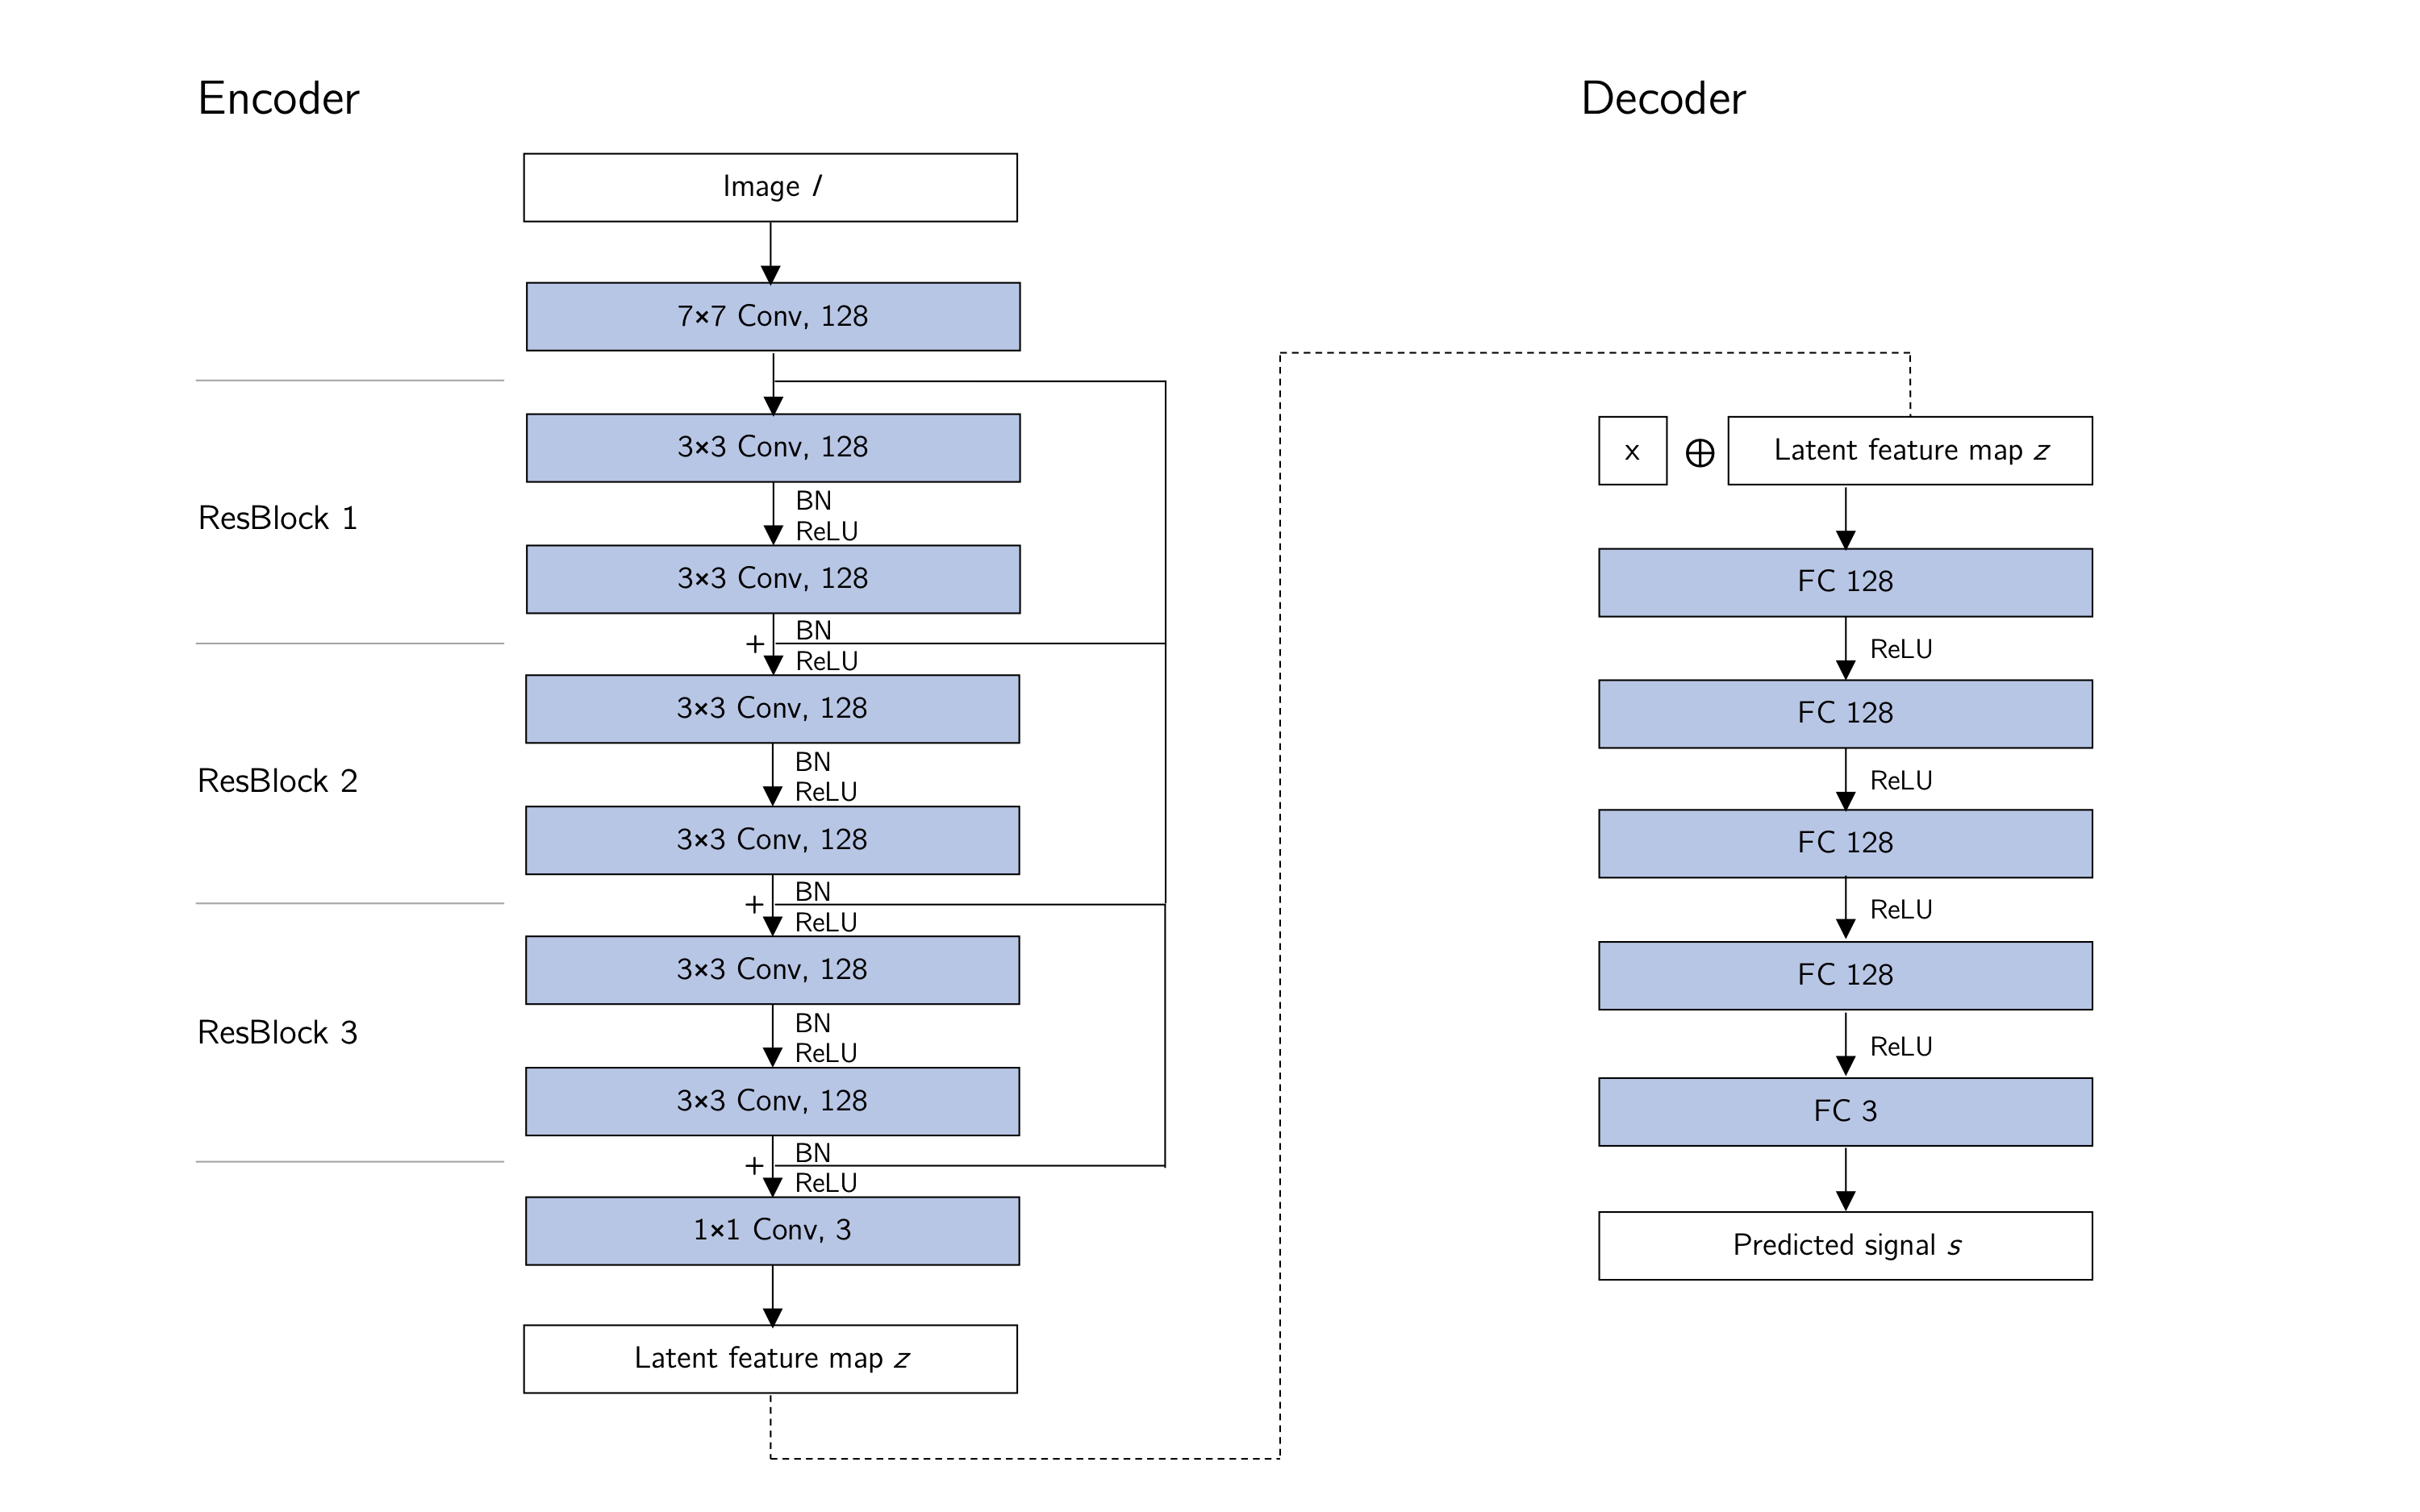 Encoder
Image I
7×7 Conv, 128
ResBlock 1
3×3 Conv, 128
BN
ReLU
3×3 Conv, 128
+
BN
ReLU
ResBlock 2
3×3 Conv, 128
BN
ReLU
3×3 Conv, 128
+
BN
ReLU
ResBlock 3
3×3 Conv, 128
BN
ReLU
3×3 Conv, 128
+
BN
ReLU
1×1 Conv, 3
Latent feature map z
Decoder
x ⊕ Latent feature map z
FC 128
ReLU
FC 128
ReLU
FC 128
ReLU
FC 128
ReLU
FC 3
Predicted signal s